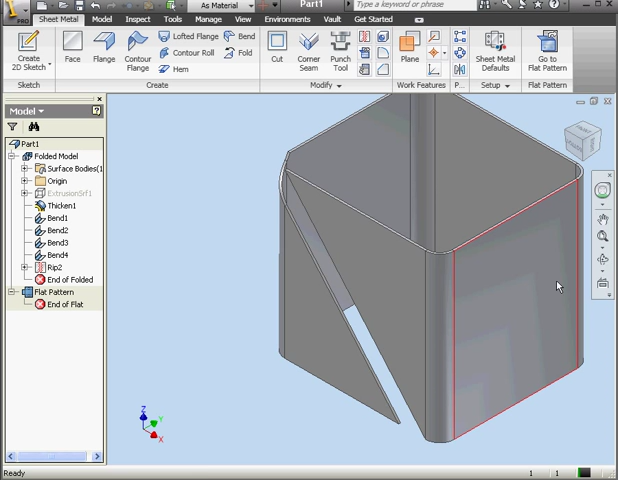 As Material
Part1
Type a keyword or phrase
PRO
Sheet Metal
Model
Inspect
Tools
Manage
View
Environments
Vault
Get Started
Create
2D Sketch
Face
Flange
Contour
Flange
Lofted Flange
Contour Roll
Hem
Bend
Fold
Cut
Corner
Seam
Punch
Tool
Plane
Sheet Metal
Defaults
Go to
Flat Pattern
Sketch
Create
Modify
Work Features
P...
Setup
Flat Pattern
Model
Part1
Folded Model
Surface Bodies(1
Origin
ExtrusionSrf1
Thicken1
Bend1
Bend2
Bend3
Bend4
Rip2
End of Folded
Flat Pattern
End of Flat
Z
Y
X
Ready
1
1